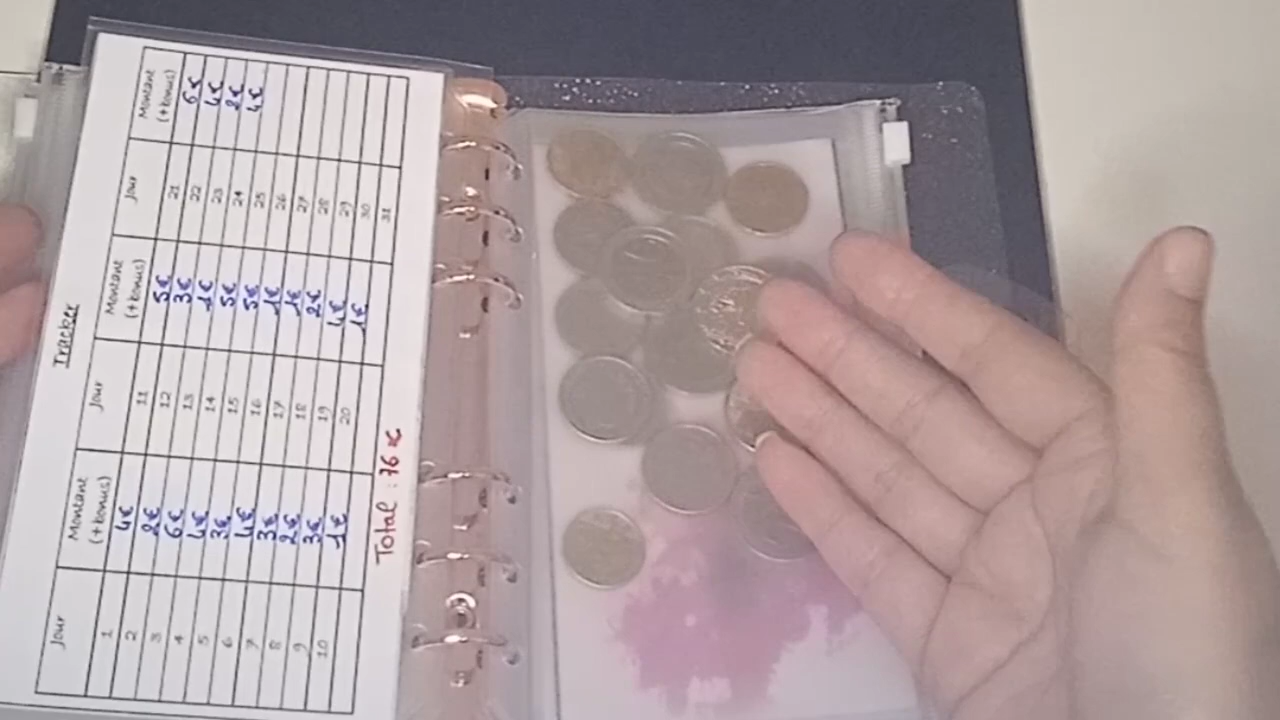 Tracker
Jour Montant (+bonus) Jour Montant (+bonus) Jour Montant (+bonus)
1 4€ 11 5€ 21 6€
2 2€ 12 3€ 22 4€
3 6€ 13 1€ 23 2€
4 4€ 14 5€ 24 4€
5 3€ 15 5€ 25
6 4€ 16 1€ 26
7 3€ 17 1€ 27
8 2€ 18 2€ 28
9 3€ 19 4€ 29
10 1€ 20 1€ 30
31
Total : 76 €